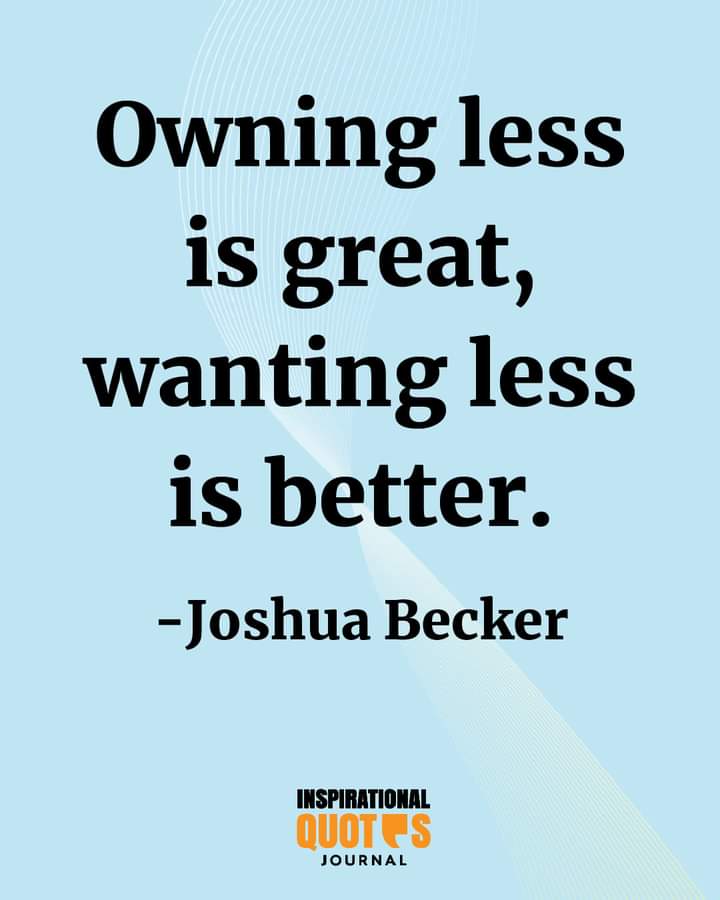 Owning less
is great,
wanting less
is better.
-Joshua Becker
INSPIRATIONAL
QUOTES
JOURNAL